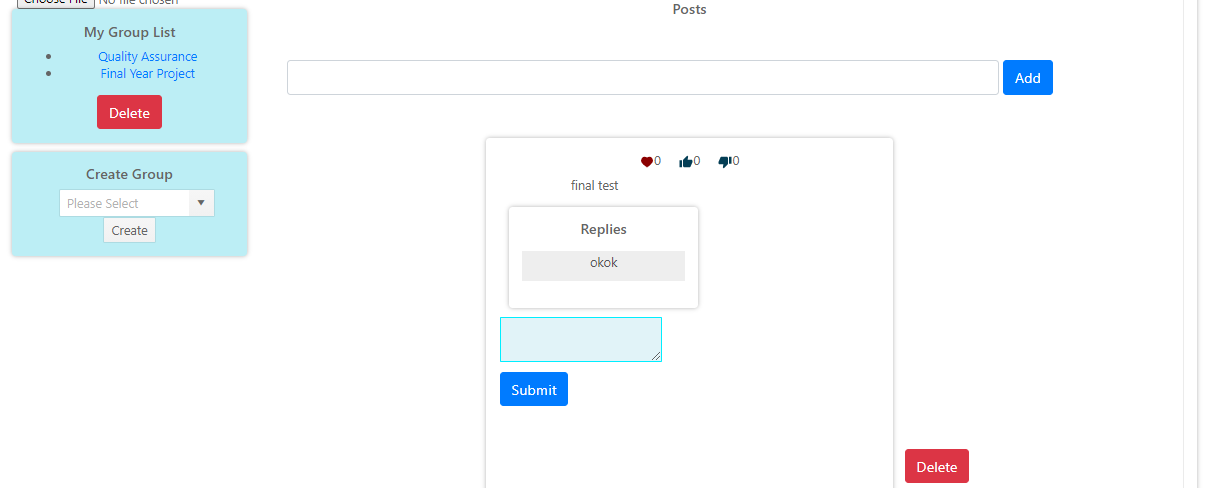 Choose File No file chosen
My Group List
Quality Assurance
Final Year Project
Delete
Create Group
Please Select
Create
Posts
Add
0 0 0
final test
Replies
okok
Submit
Delete